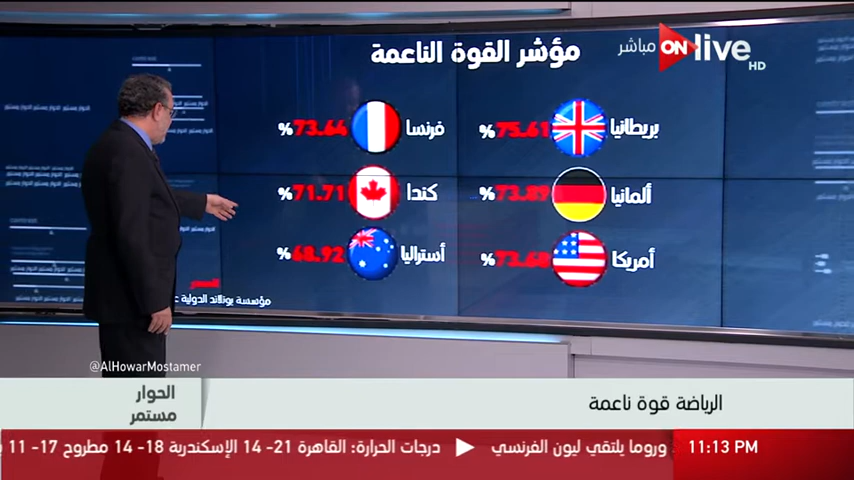 مؤشر القوة الناعمة
مباشر ON live HD
بريطانيا 75.61%
فرنسا 73.64%
ألمانيا 73.89%
كندا 71.71%
أمريكا 73.68%
أستراليا
مؤسسة بورتلاند الدولية
@AlHowarMostamer
الحوار
مستمر
الرياضة قوة ناعمة
وروما يلتقي ليون الفرنسي
درجات الحرارة: القاهرة 21- 14 الإسكندرية 18- 14 مطروح 17- 11
11:13 PM